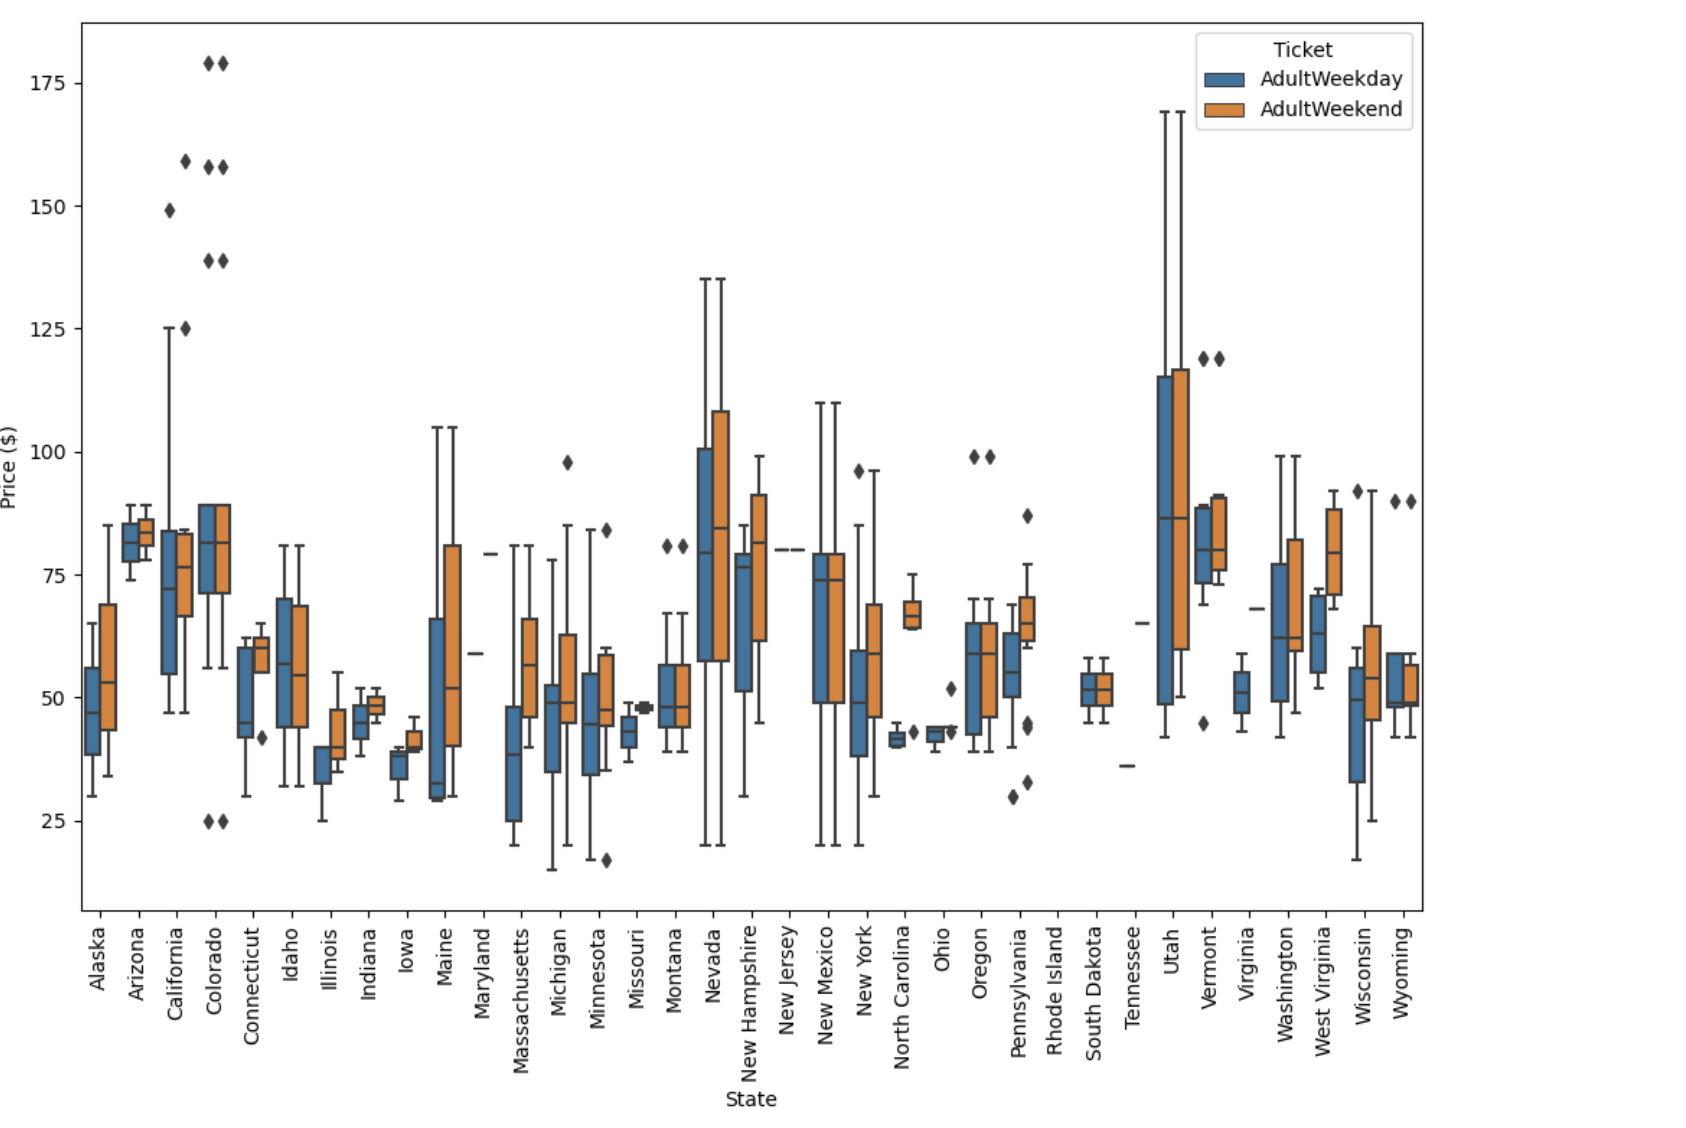 Ticket
AdultWeekday
AdultWeekend
175
150
125
100
75
50
25
Price ($)
Alaska
Arizona
California
Colorado
Connecticut
Idaho
Illinois
Indiana
Iowa
Maine
Maryland
Massachusetts
Michigan
Minnesota
Missouri
Montana
Nevada
New Hampshire
New Jersey
New Mexico
New York
North Carolina
Ohio
Oregon
Pennsylvania
Rhode Island
South Dakota
Tennessee
Utah
Vermont
Virginia
Washington
West Virginia
Wisconsin
Wyoming
State